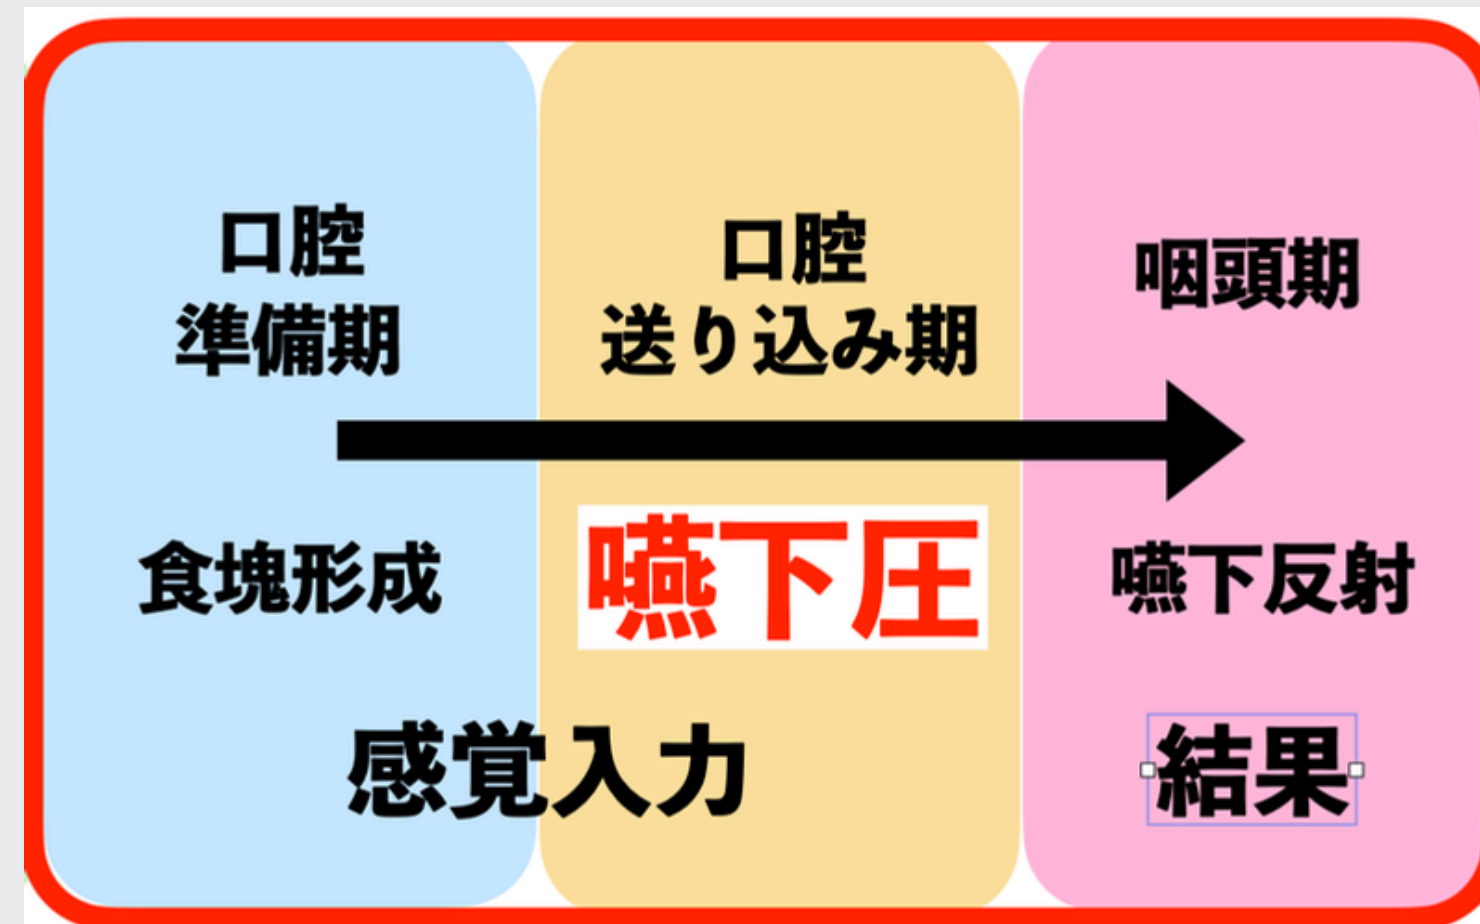 口腔
準備期
口腔
送り込み期
咽頭期
食塊形成
嚥下圧
嚥下反射
感覚入力
結果